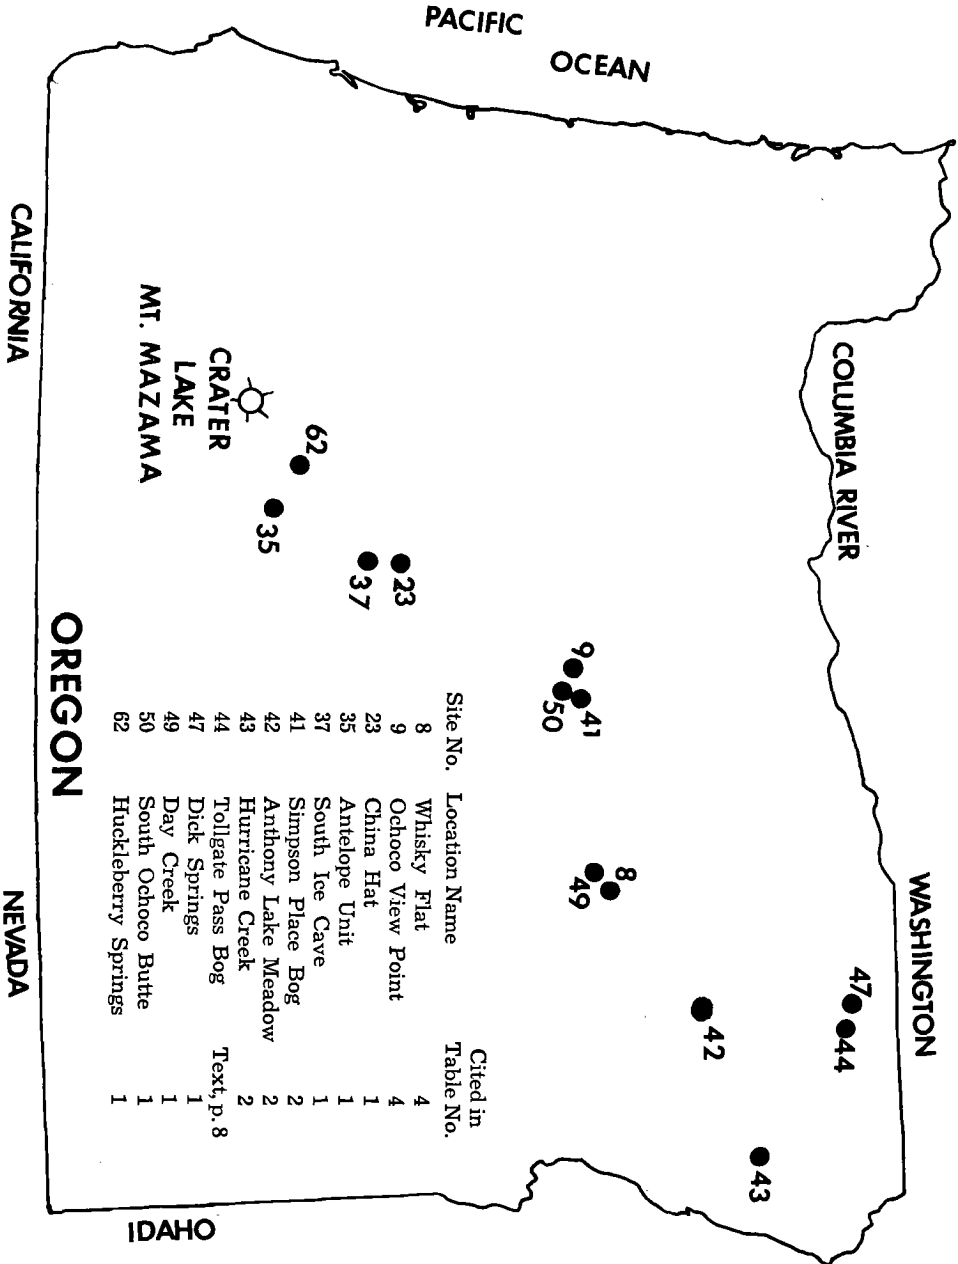 PACIFIC
OCEAN
WASHINGTON
COLUMBIA RIVER
47
44
43
42
8
49
9
41
50
23
37
62
35
CRATER
LAKE
MT. MAZAMA
Site No. Location Name Cited in Table No.
8 Whisky Flat 4
9 Ochoco View Point 4
23 China Hat 1
35 Antelope Unit 1
37 South Ice Cave 1
41 Simpson Place Bog 2
42 Anthony Lake Meadow 2
43 Hurricane Creek 2
44 Tollgate Pass Bog Text, p. 8
47 Dick Springs 1
49 Day Creek 1
50 South Ochoco Butte 1
62 Huckleberry Springs 1
OREGON
IDAHO
CALIFORNIA
NEVADA